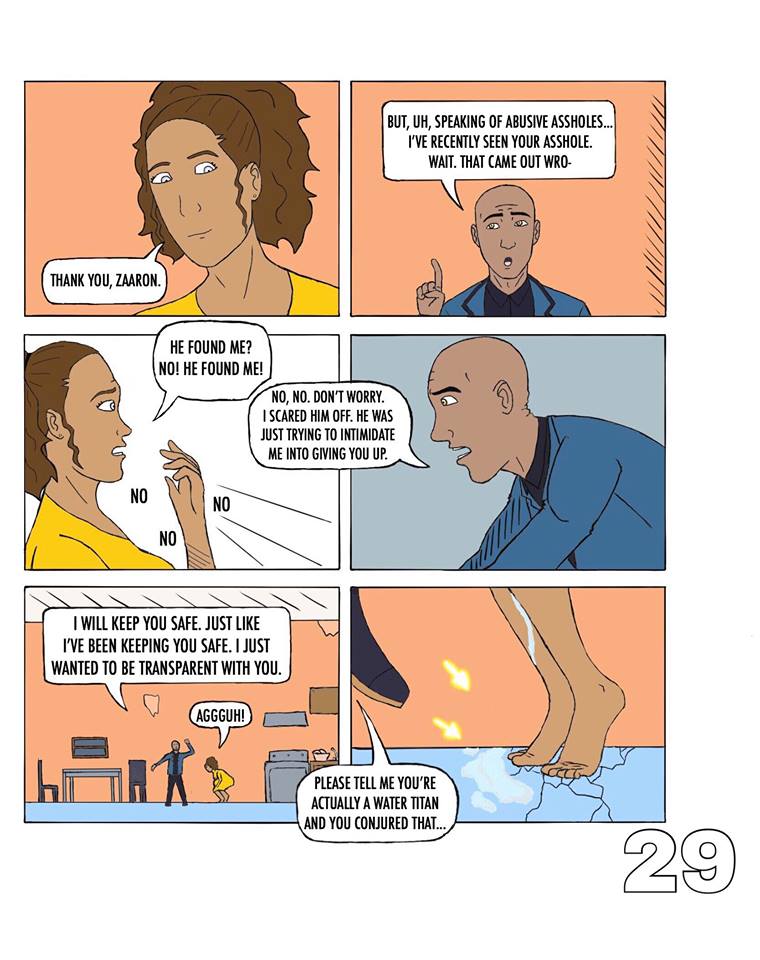 THANK YOU, ZAARON.
BUT, UH, SPEAKING OF ABUSIVE ASSHOLES...
I'VE RECENTLY SEEN YOUR ASSHOLE.
WAIT. THAT CAME OUT WRO-
HE FOUND ME?
NO! HE FOUND ME!
NO
NO
NO
NO, NO. DON'T WORRY.
I SCARED HIM OFF. HE WAS
JUST TRYING TO INTIMIDATE
ME INTO GIVING YOU UP.
I WILL KEEP YOU SAFE. JUST LIKE
I'VE BEEN KEEPING YOU SAFE. I JUST
WANTED TO BE TRANSPARENT WITH YOU.
AGGGUH!
PLEASE TELL ME YOU'RE
ACTUALLY A WATER TITAN
AND YOU CONJURED THAT...
29